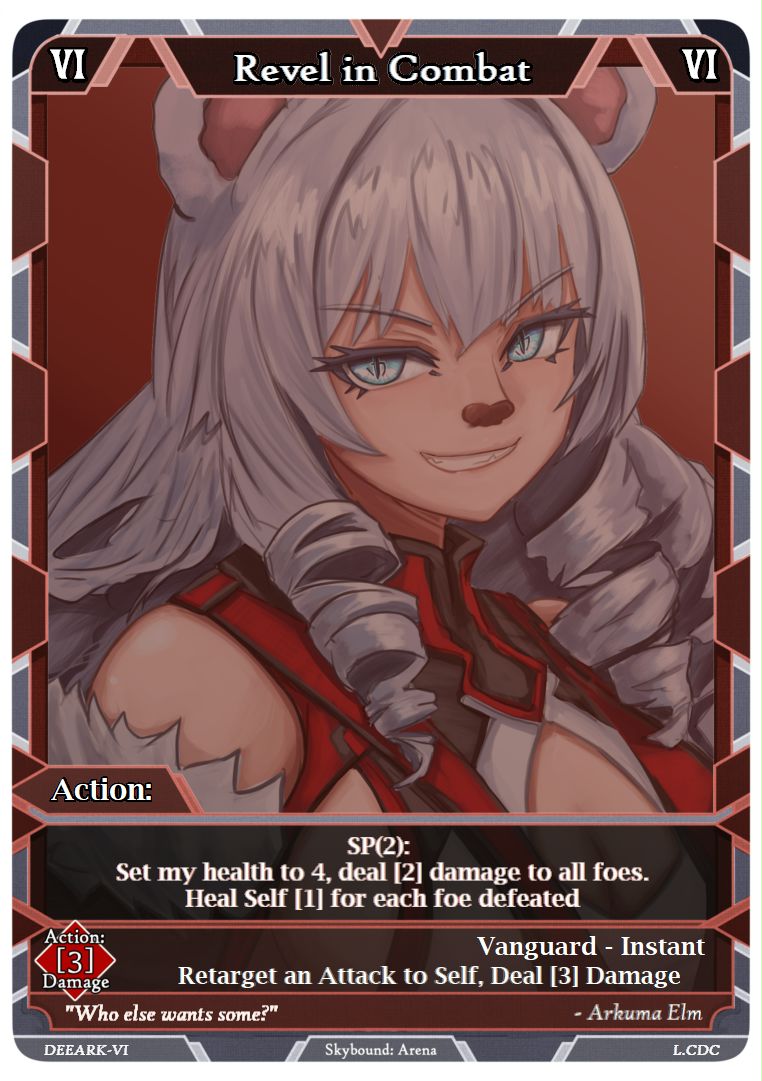 VI Revel in Combat VI
Action:
SP(2):
Set my health to 4, deal [2] damage to all foes.
Heal Self [1] for each foe defeated
Action:
[3]
Damage
Vanguard - Instant
Retarget an Attack to Self, Deal [3] Damage
"Who else wants some?" - Arkuma Elm
DEEARK-VI Skybound: Arena L.CDC